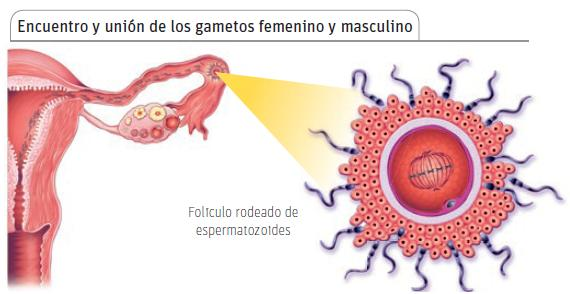 Encuentro y unión de los gametos femenino y masculino
Folículo rodeado de
espermatozoides